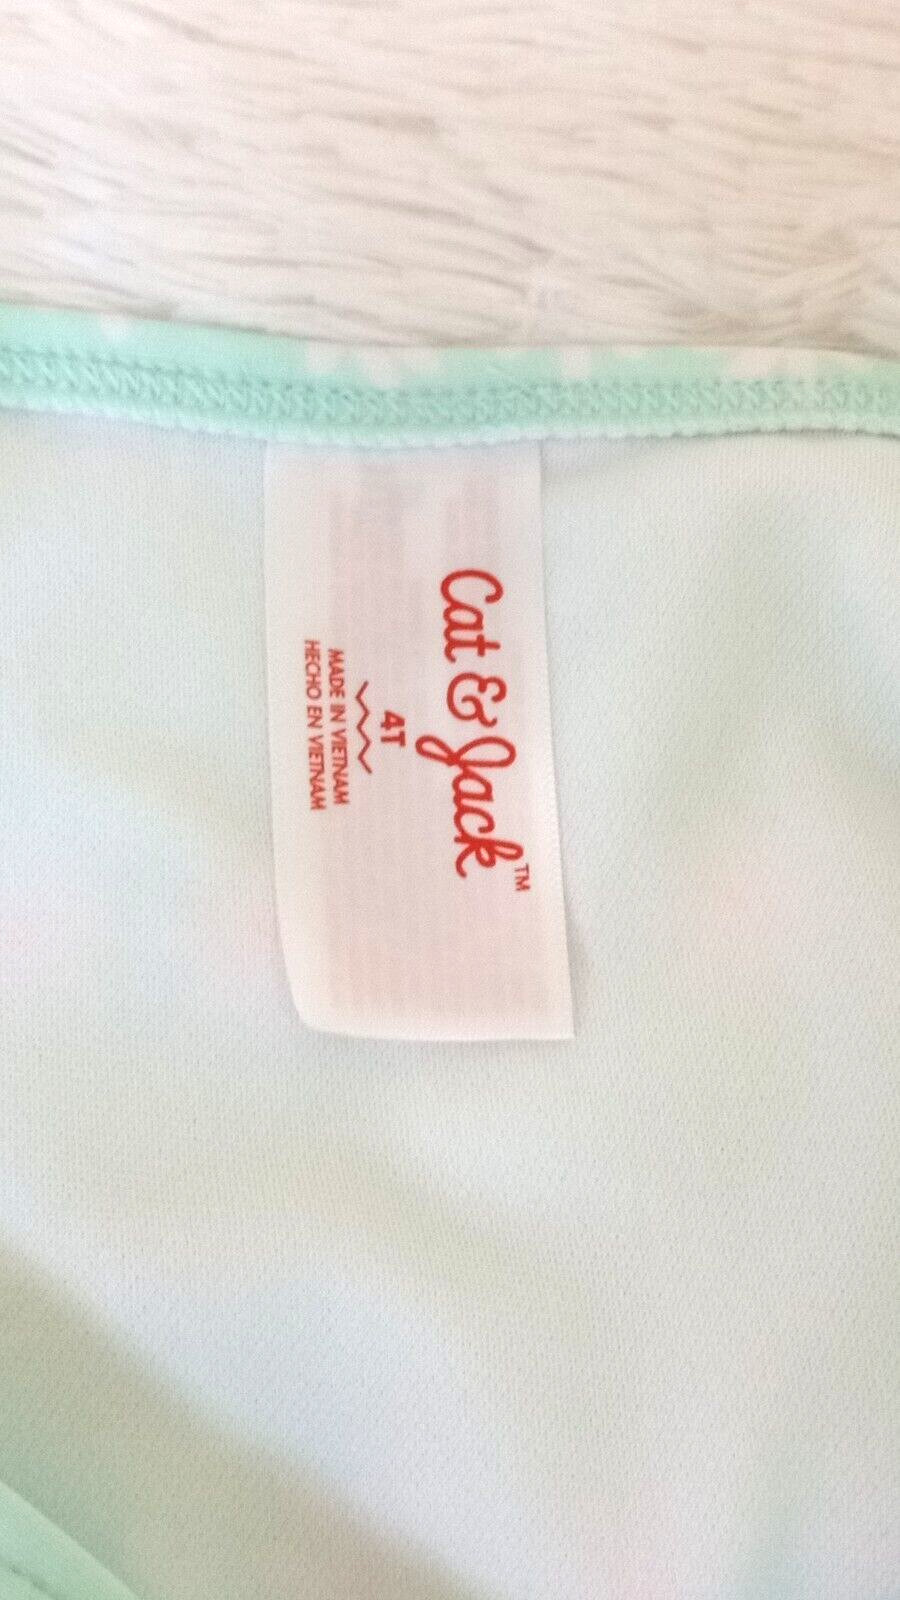 Cat & Jack™
4T
MADE IN VIETNAM
HECHO EN VIETNAM